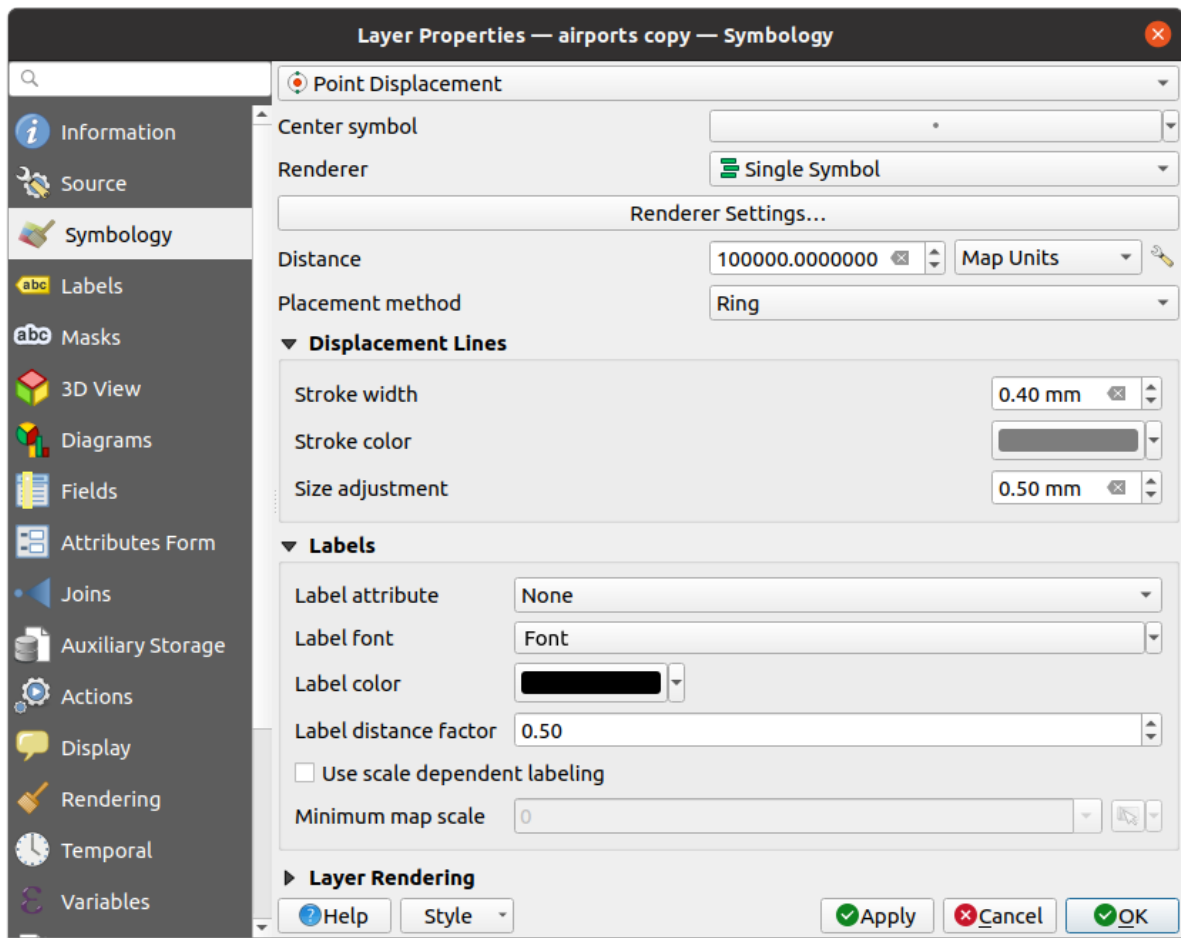 Layer Properties — airports copy — Symbology
Information
Source
Symbology
abc Labels
abc Masks
3D View
Diagrams
Fields
Attributes Form
Joins
Auxiliary Storage
Actions
Display
Rendering
Temporal
ε Variables
Point Displacement
Center symbol
Renderer Single Symbol
Renderer Settings...
Distance 100000.0000000 Map Units
Placement method Ring
Displacement Lines
Stroke width 0.40 mm
Stroke color
Size adjustment 0.50 mm
Labels
Label attribute None
Label font Font
Label color
Label distance factor 0.50
Use scale dependent labeling
Minimum map scale 0
Layer Rendering
Help Style Apply Cancel OK